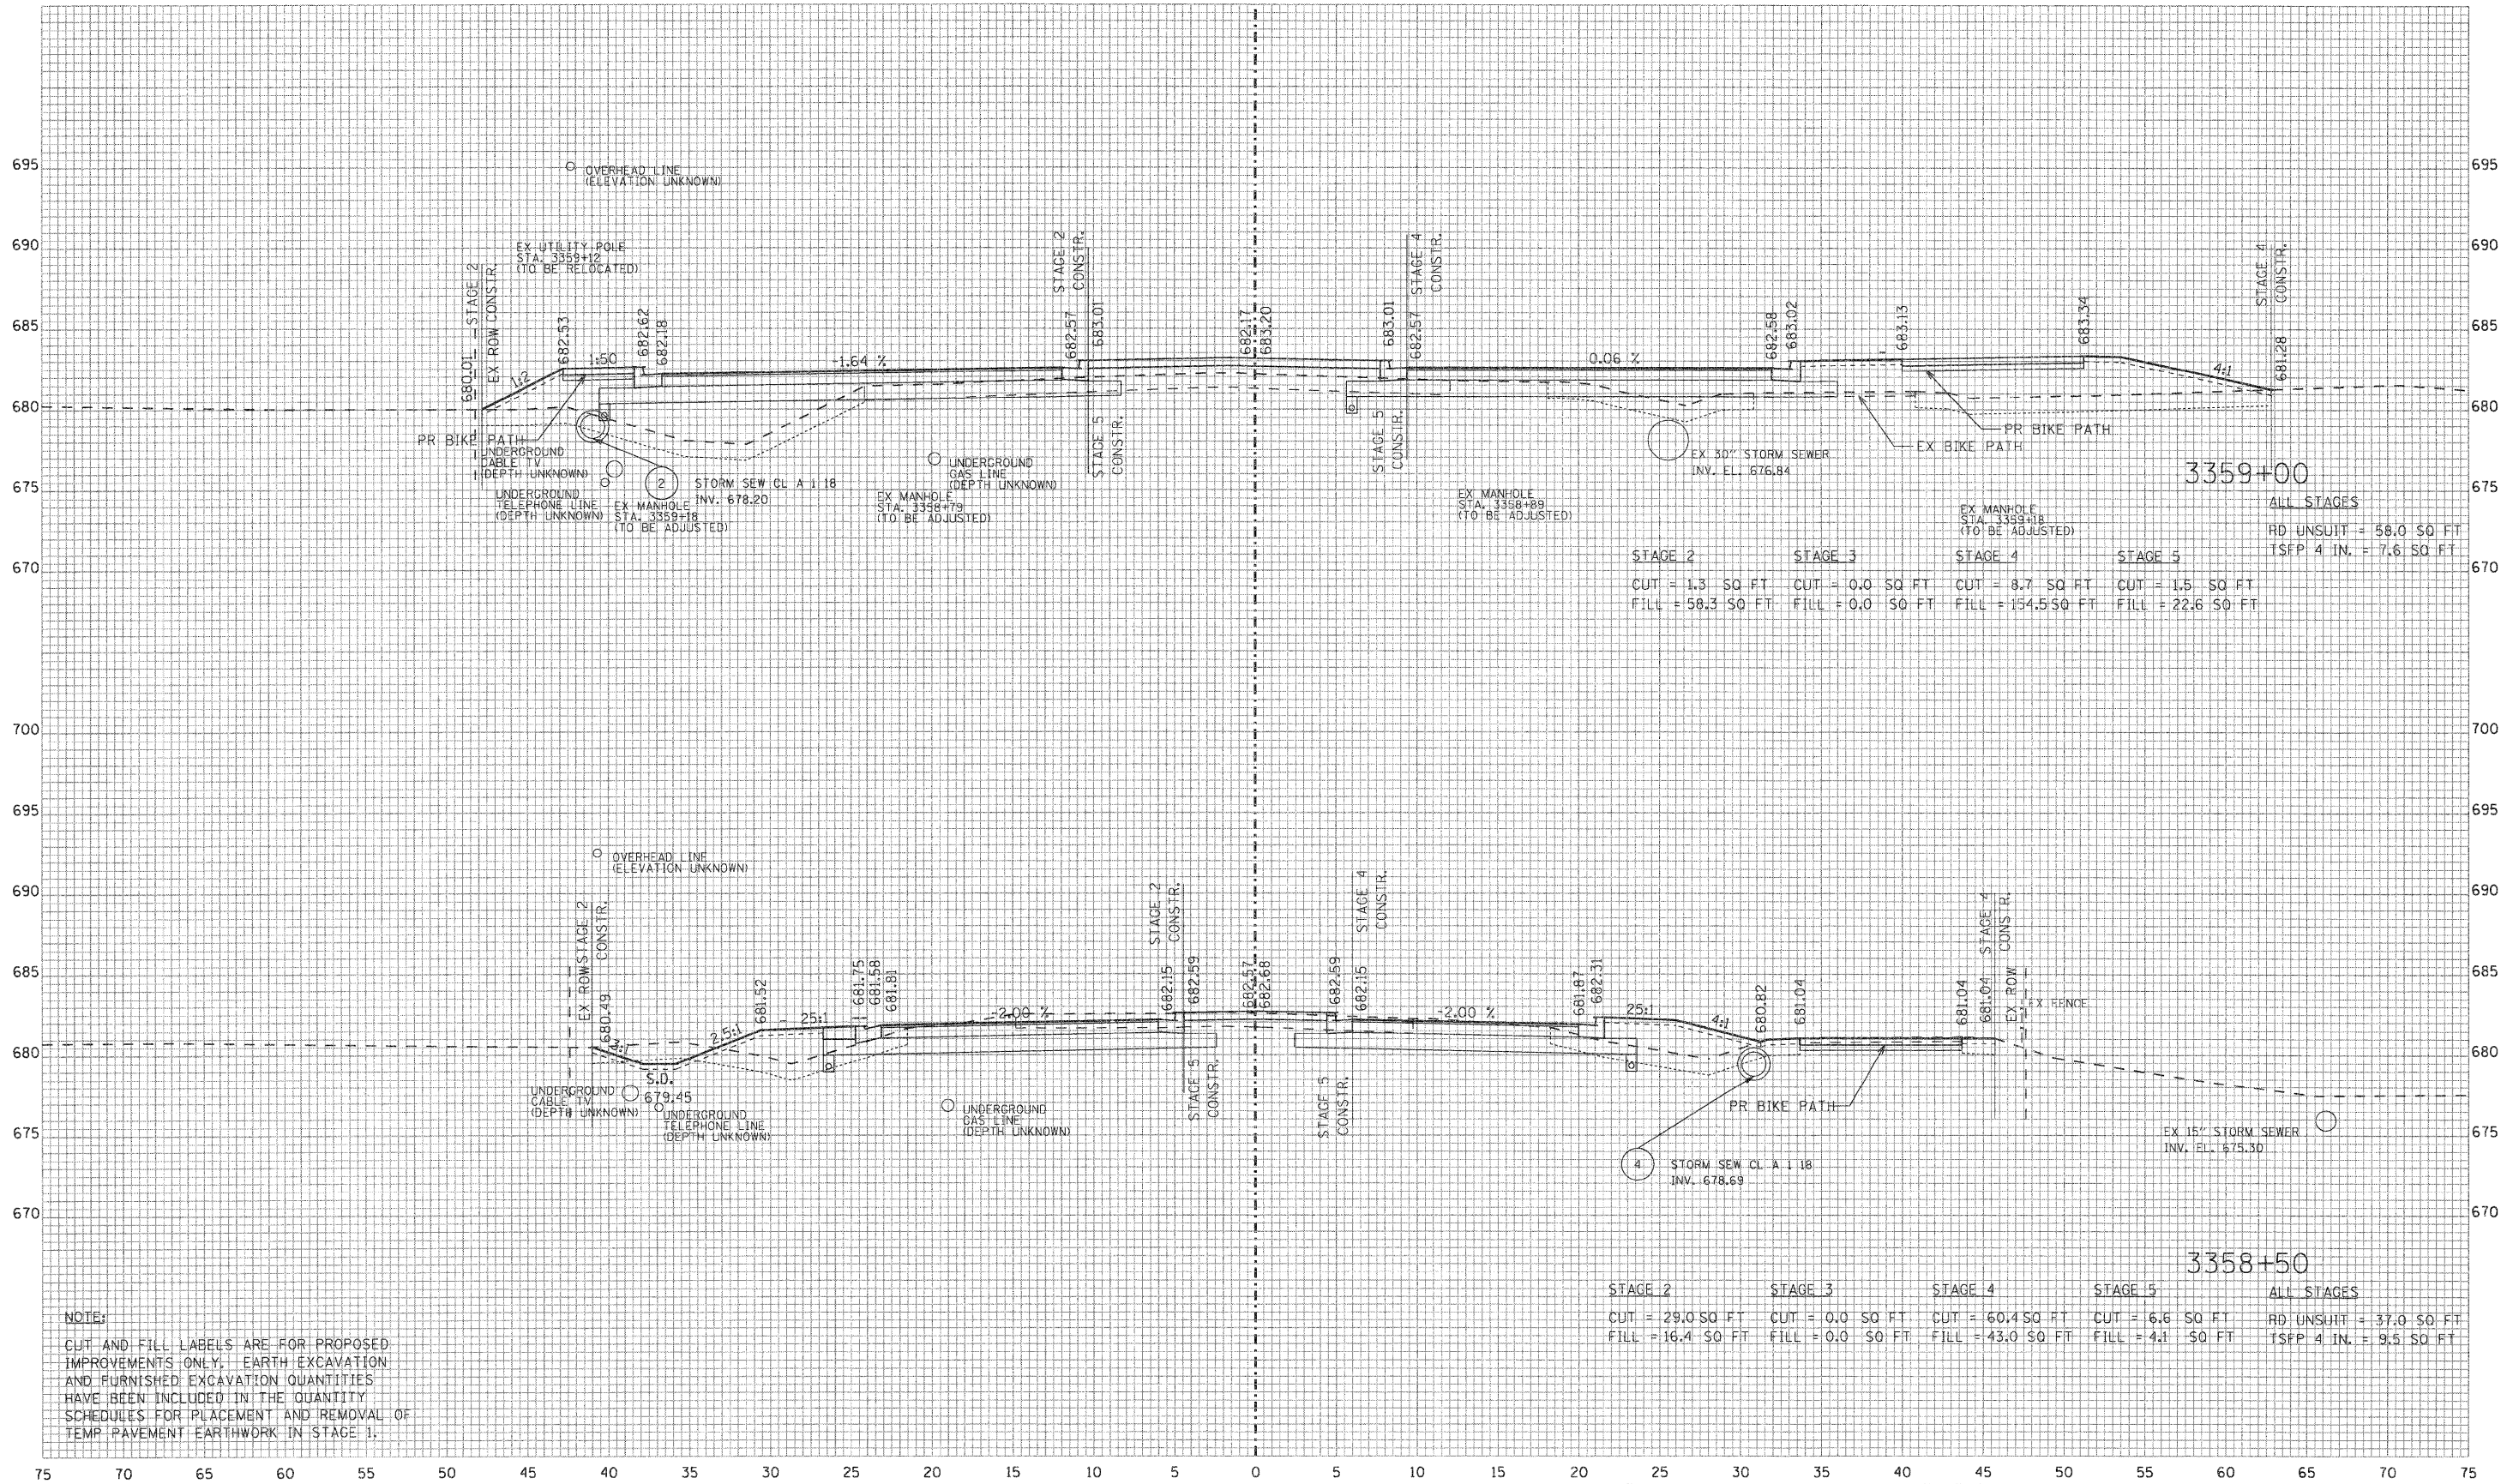 695
695
OVERHEAD LINE
(ELEVATION UNKNOWN)
690
690
EX UTILITY POLE
STA. 3359+12
(TO BE RELOCATED)
STAGE 2
CONSTR.
EX ROW
STAGE 2
CONSTR.
STAGE 4
CONSTR.
STAGE 4
CONSTR.
685
685
680.01
682.53
682.62
682.18
682.57
683.01
682.17
683.20
683.01
682.57
682.58
683.02
683.13
683.34
681.28
1:2
1:50
-1.64 %
0.06 %
4:1
680
680
PR BIKE PATH
STAGE 5
CONSTR.
STAGE 5
CONSTR.
EX BIKE PATH
PR BIKE PATH
UNDERGROUND
CABLE TV
(DEPTH UNKNOWN)
UNDERGROUND
TELEPHONE LINE
(DEPTH UNKNOWN)
2
STORM SEW CL A 1 18
INV. 678.20
EX MANHOLE
STA. 3359+18
(TO BE ADJUSTED)
UNDERGROUND
GAS LINE
(DEPTH UNKNOWN)
EX MANHOLE
STA. 3358+79
(TO BE ADJUSTED)
EX 30" STORM SEWER
INV. EL. 676.84
EX MANHOLE
STA. 3358+89
(TO BE ADJUSTED)
EX MANHOLE
STA. 3359+18
(TO BE ADJUSTED)
675
675
3359+00
ALL STAGES
RD UNSUIT = 58.0 SQ FT
TSFP 4 IN. = 7.6 SQ FT
670
670
STAGE 2 STAGE 3 STAGE 4 STAGE 5
CUT = 1.3 SQ FT CUT = 0.0 SQ FT CUT = 8.7 SQ FT CUT = 1.5 SQ FT
FILL = 58.3 SQ FT FILL = 0.0 SQ FT FILL = 154.5 SQ FT FILL = 22.6 SQ FT
700
700
695
695
OVERHEAD LINE
(ELEVATION UNKNOWN)
690
690
EX ROW
STAGE 2
CONSTR.
STAGE 2
CONSTR.
STAGE 4
CONSTR.
STAGE 4
CONS R.
EX ROW
EX FENCE
685
685
680.49
681.52
681.75
681.58
681.81
682.15
682.59
682.57
682.68
682.59
682.15
681.87
682.31
680.82
681.04
681.04
681.04
3:1
2.5:1
25:1
-2.00 %
-2.00 %
25:1
4:1
680
680
S.D.
679.45
UNDERGROUND
CABLE TV
(DEPTH UNKNOWN)
UNDERGROUND
TELEPHONE LINE
(DEPTH UNKNOWN)
UNDERGROUND
GAS LINE
(DEPTH UNKNOWN)
STAGE 5
CONSTR.
STAGE 5
CONSTR.
PR BIKE PATH
675
675
EX 15" STORM SEWER
INV. EL. 675.30
4
STORM SEW CL A 1 18
INV. 678.69
670
670
3358+50
STAGE 2 STAGE 3 STAGE 4 STAGE 5 ALL STAGES
CUT = 29.0 SQ FT CUT = 0.0 SQ FT CUT = 60.4 SQ FT CUT = 6.6 SQ FT RD UNSUIT = 37.0 SQ FT
FILL = 16.4 SQ FT FILL = 0.0 SQ FT FILL = 43.0 SQ FT FILL = 4.1 SQ FT TSFP 4 IN. = 9.5 SQ FT
NOTE:
CUT AND FILL LABELS ARE FOR PROPOSED
IMPROVEMENTS ONLY. EARTH EXCAVATION
AND FURNISHED EXCAVATION QUANTITIES
HAVE BEEN INCLUDED IN THE QUANTITY
SCHEDULES FOR PLACEMENT AND REMOVAL OF
TEMP PAVEMENT EARTHWORK IN STAGE 1.
75 70 65 60 55 50 45 40 35 30 25 20 15 10 5 0 5 10 15 20 25 30 35 40 45 50 55 60 65 70 75